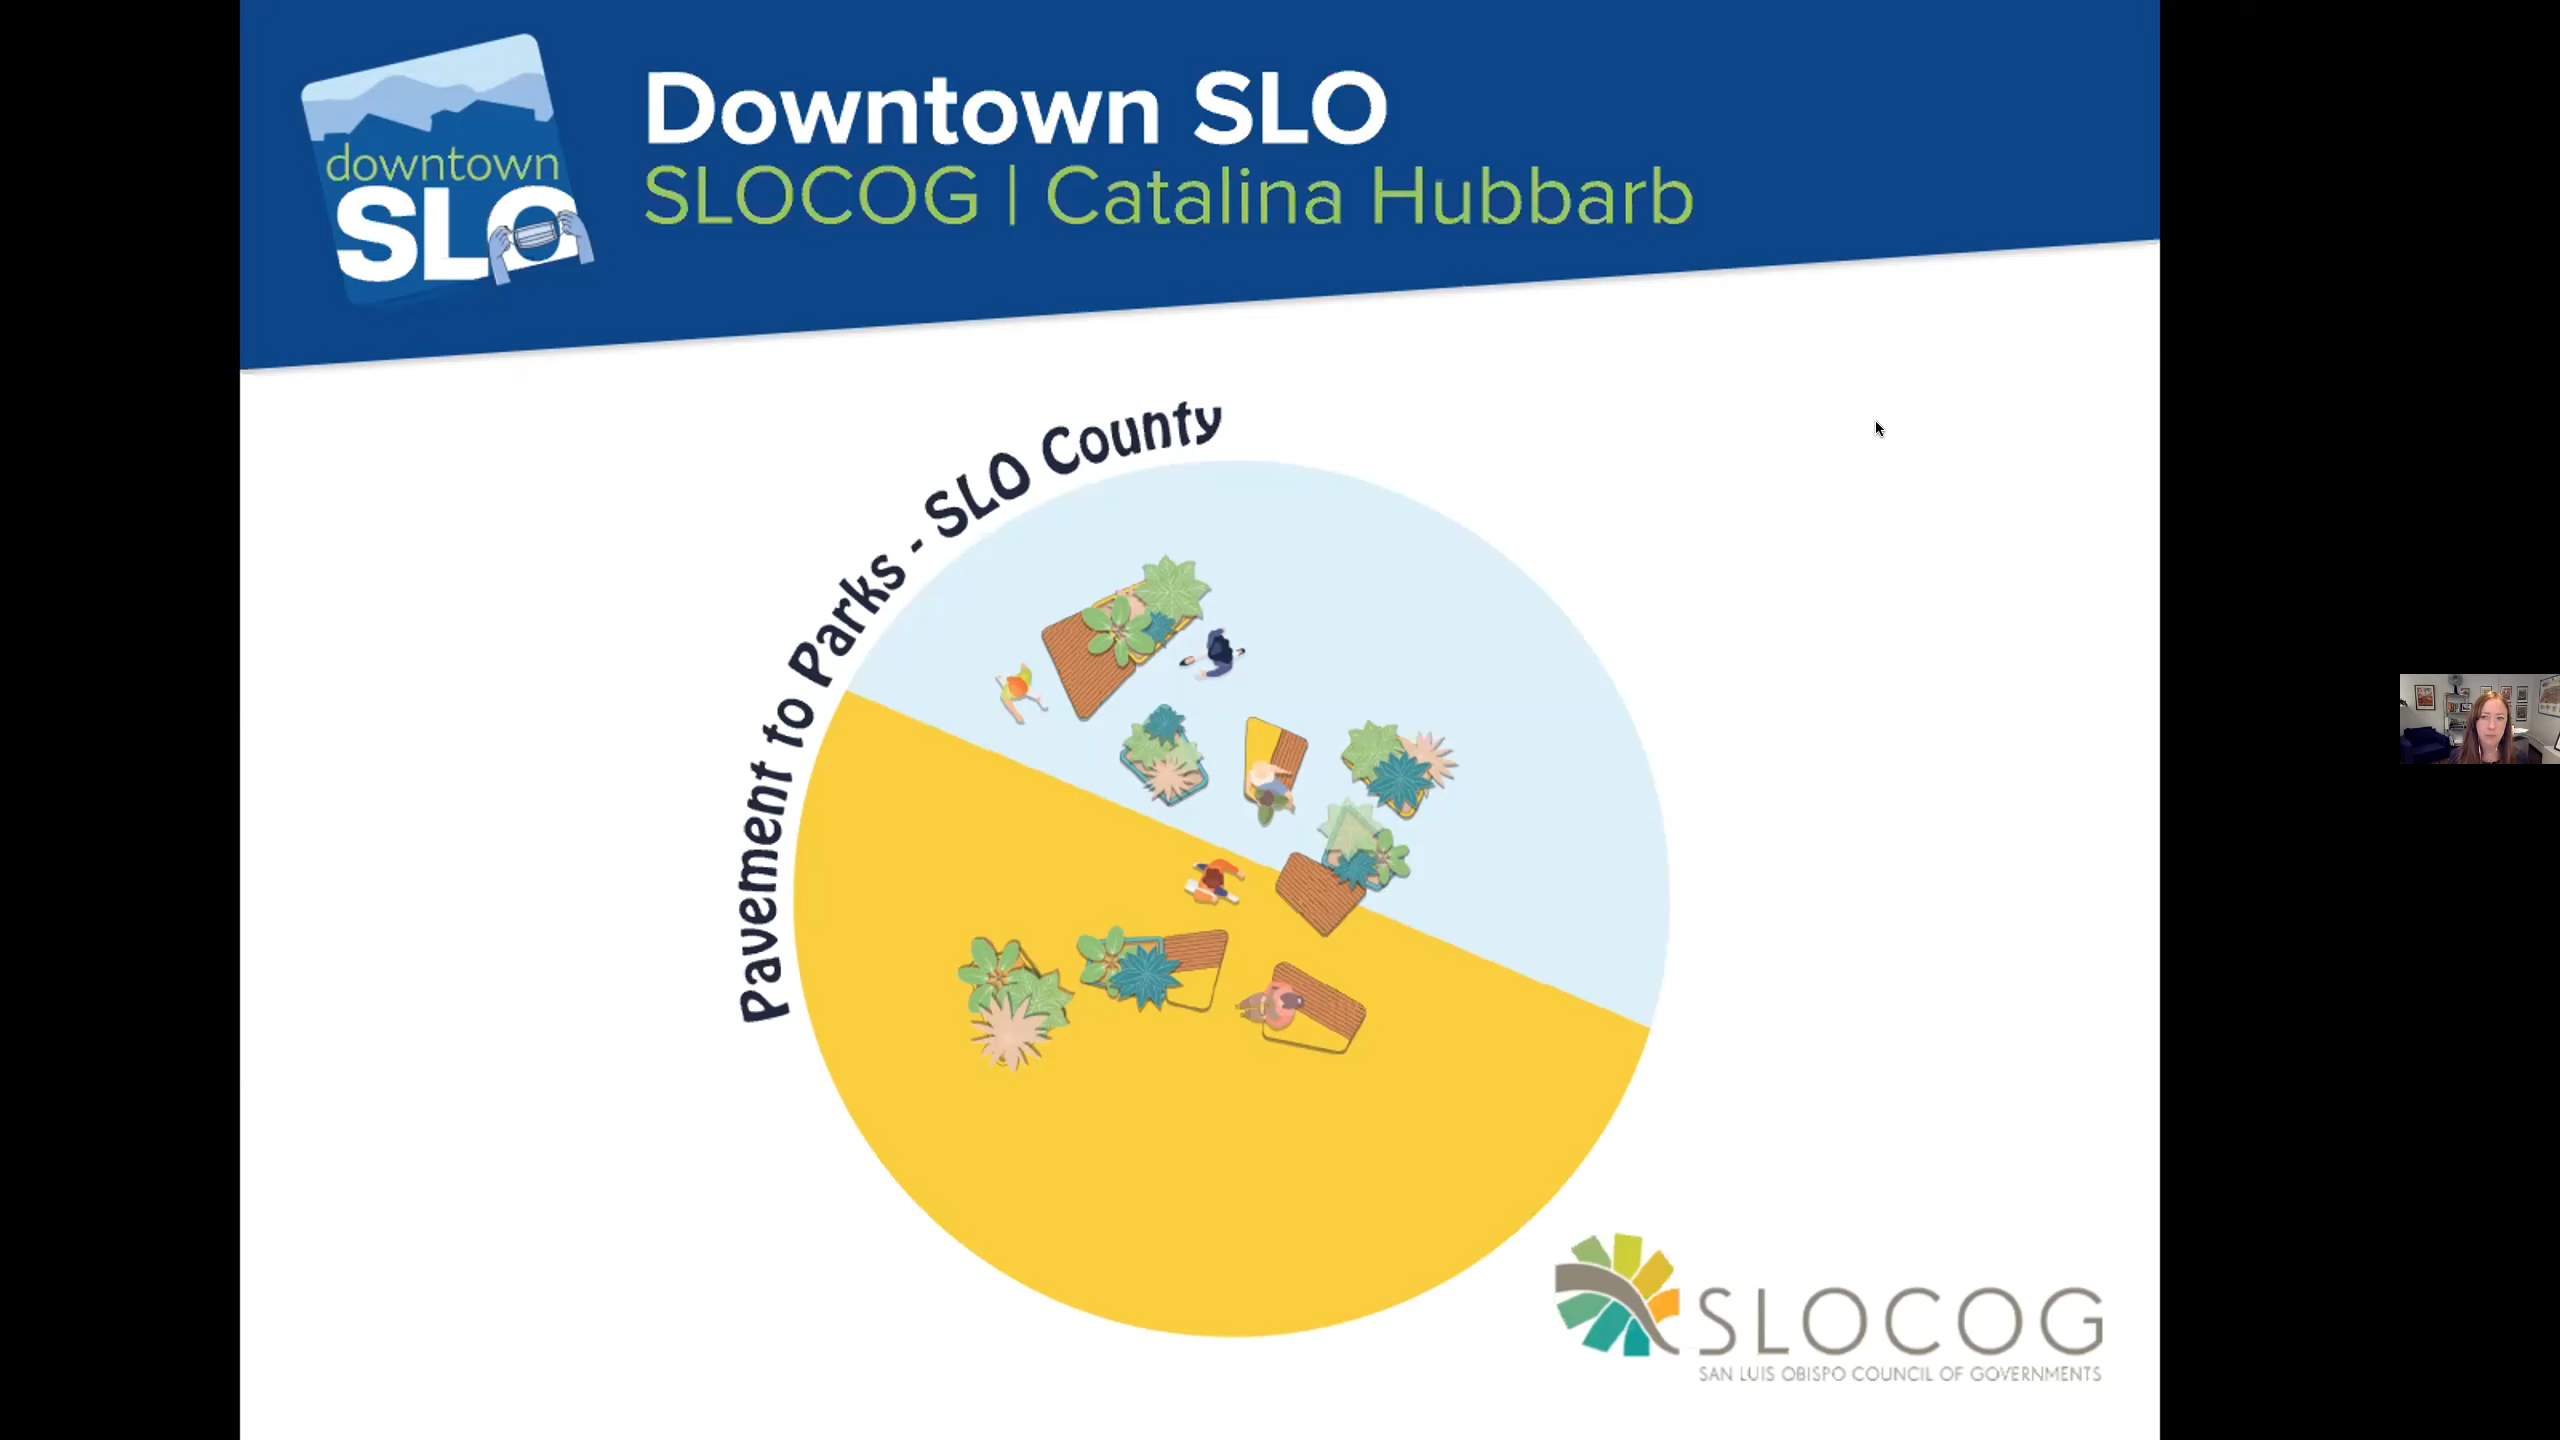 downtown
SLO
Downtown SLO
SLOCOG | Catalina Hubbarb
Pavement to Parks - SLO County
SLOCOG
SAN LUIS OBISPO COUNCIL OF GOVERNMENTS